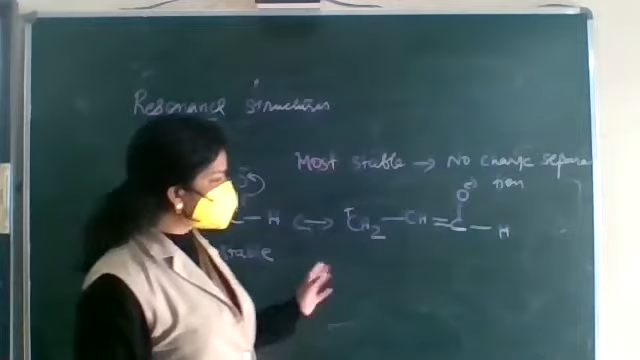 Resonance structures
Most stable → No charge separa
tion
C — H ↔ CH2 — CH = C — H
O
stable